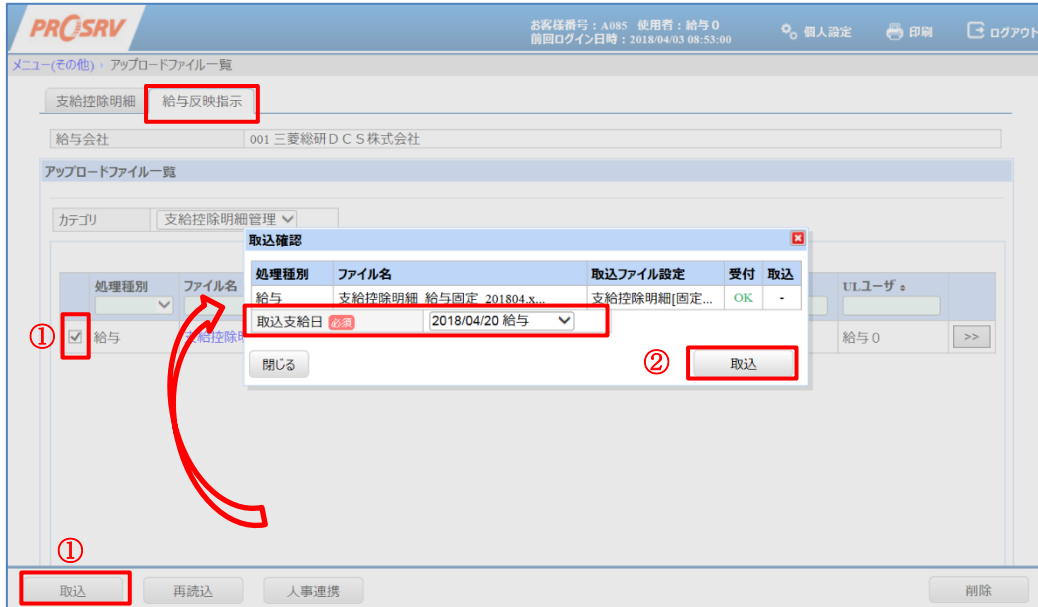 PROSRV
お客様番号：A085 使用者：給与０
前回ログイン日時：2018/04/03 08:53:00
個人設定
印刷
ログアウト
メニュー(その他) › アップロードファイル一覧
支給控除明細
給与反映指示
給与会社 001 三菱総研ＤＣＳ株式会社
アップロードファイル一覧
カテゴリ 支給控除明細管理
取込確認
処理種別 ファイル名 取込ファイル設定 受付 取込
給与 支給控除明細_給与固定_201804.x... 支給控除明細[固定... OK -
取込支給日 必須 2018/04/20 給与
閉じる
② 取込
処理種別 ファイル名 ULユーザ
① 給与 支給控除明 給与０ >>
①
取込 再読込 人事連携 削除